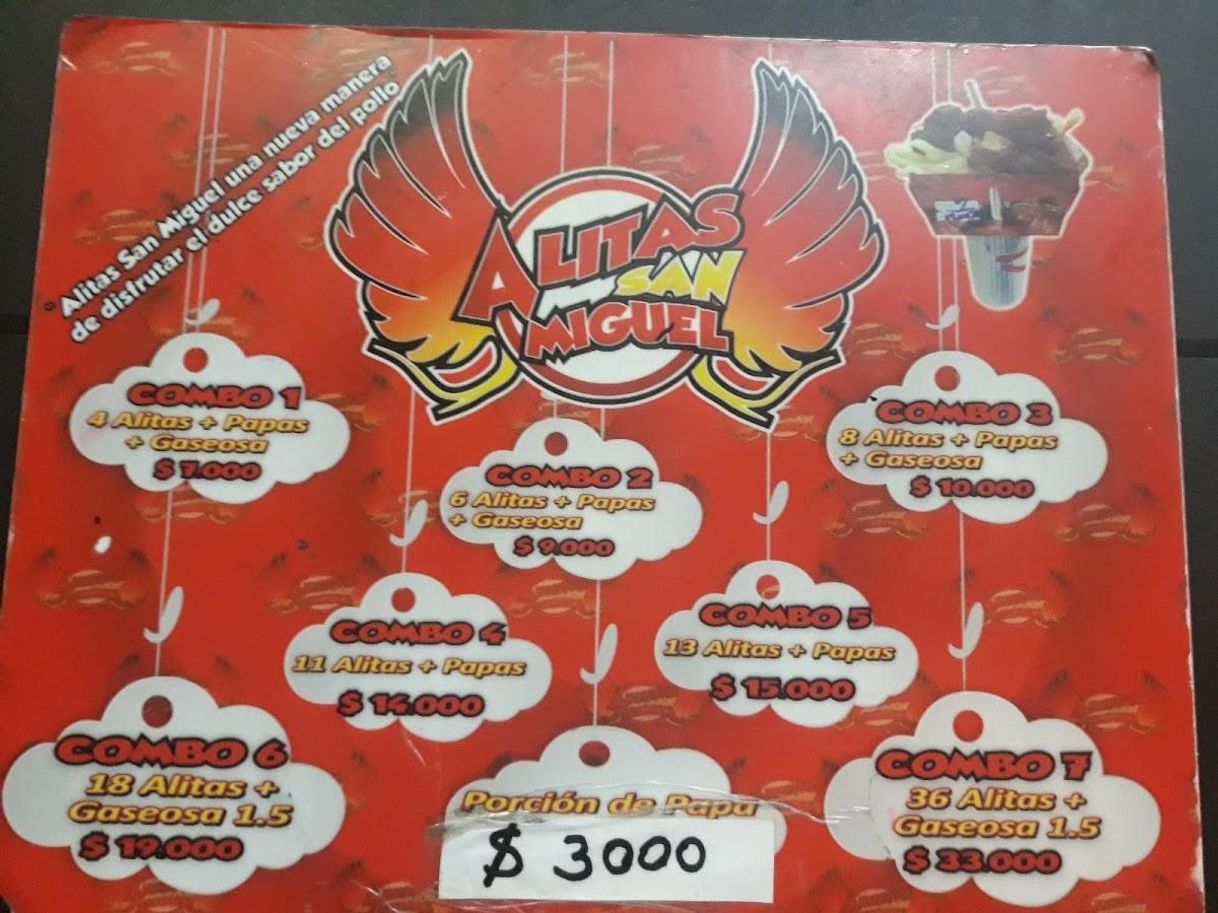 Alitas San Miguel una nueva manera
de disfrutar el dulce sabor del pollo
ALITAS
SAN
MIGUEL
COMBO 1
4 Alitas + Papas
+ Gaseosa
$ 7.000
COMBO 2
6 Alitas + Papas
+ Gaseosa
$ 9.000
COMBO 3
8 Alitas + Papas
+ Gaseosa
$ 10.000
COMBO 4
11 Alitas + Papas
$ 14.000
COMBO 5
13 Alitas + Papas
$ 15.000
COMBO 6
18 Alitas +
Gaseosa 1.5
$ 19.000
Porción de Papa
$ 3000
COMBO 7
36 Alitas +
Gaseosa 1.5
$ 33.000